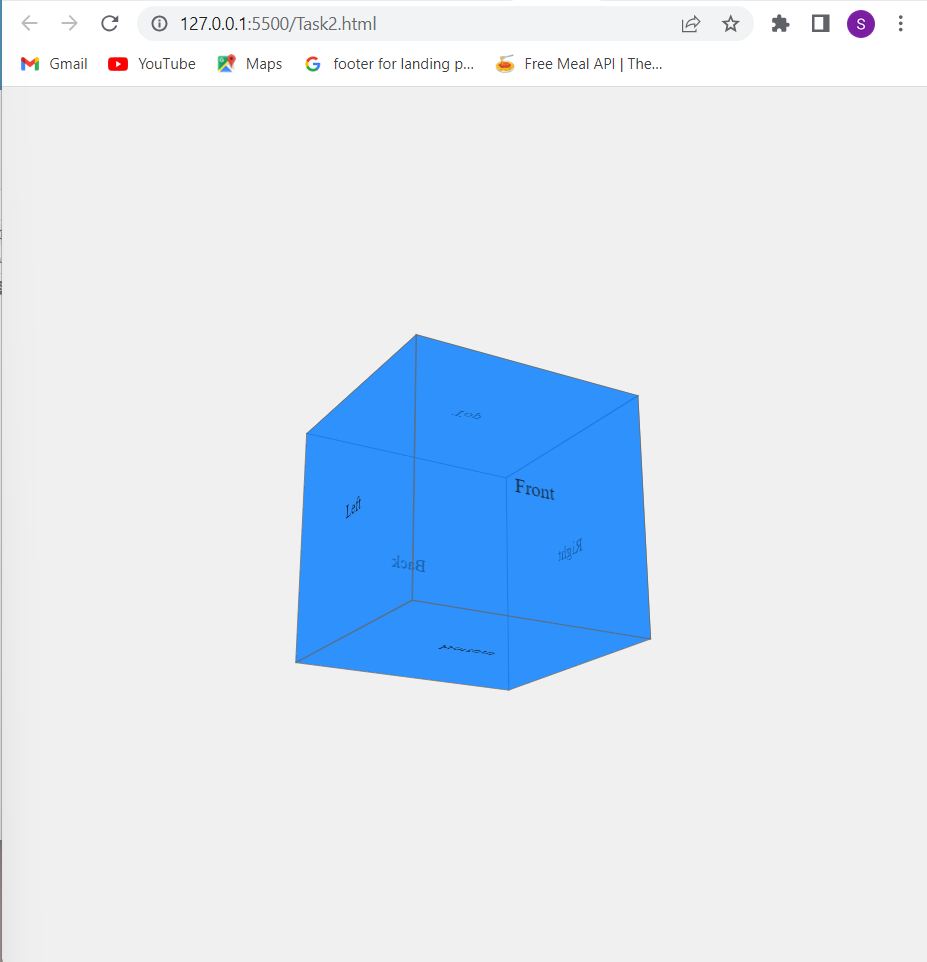 127.0.0.1:5500/Task2.html
S
Gmail YouTube Maps footer for landing p... Free Meal API | The...
Top
Front
Left
Right
Back
Bottom